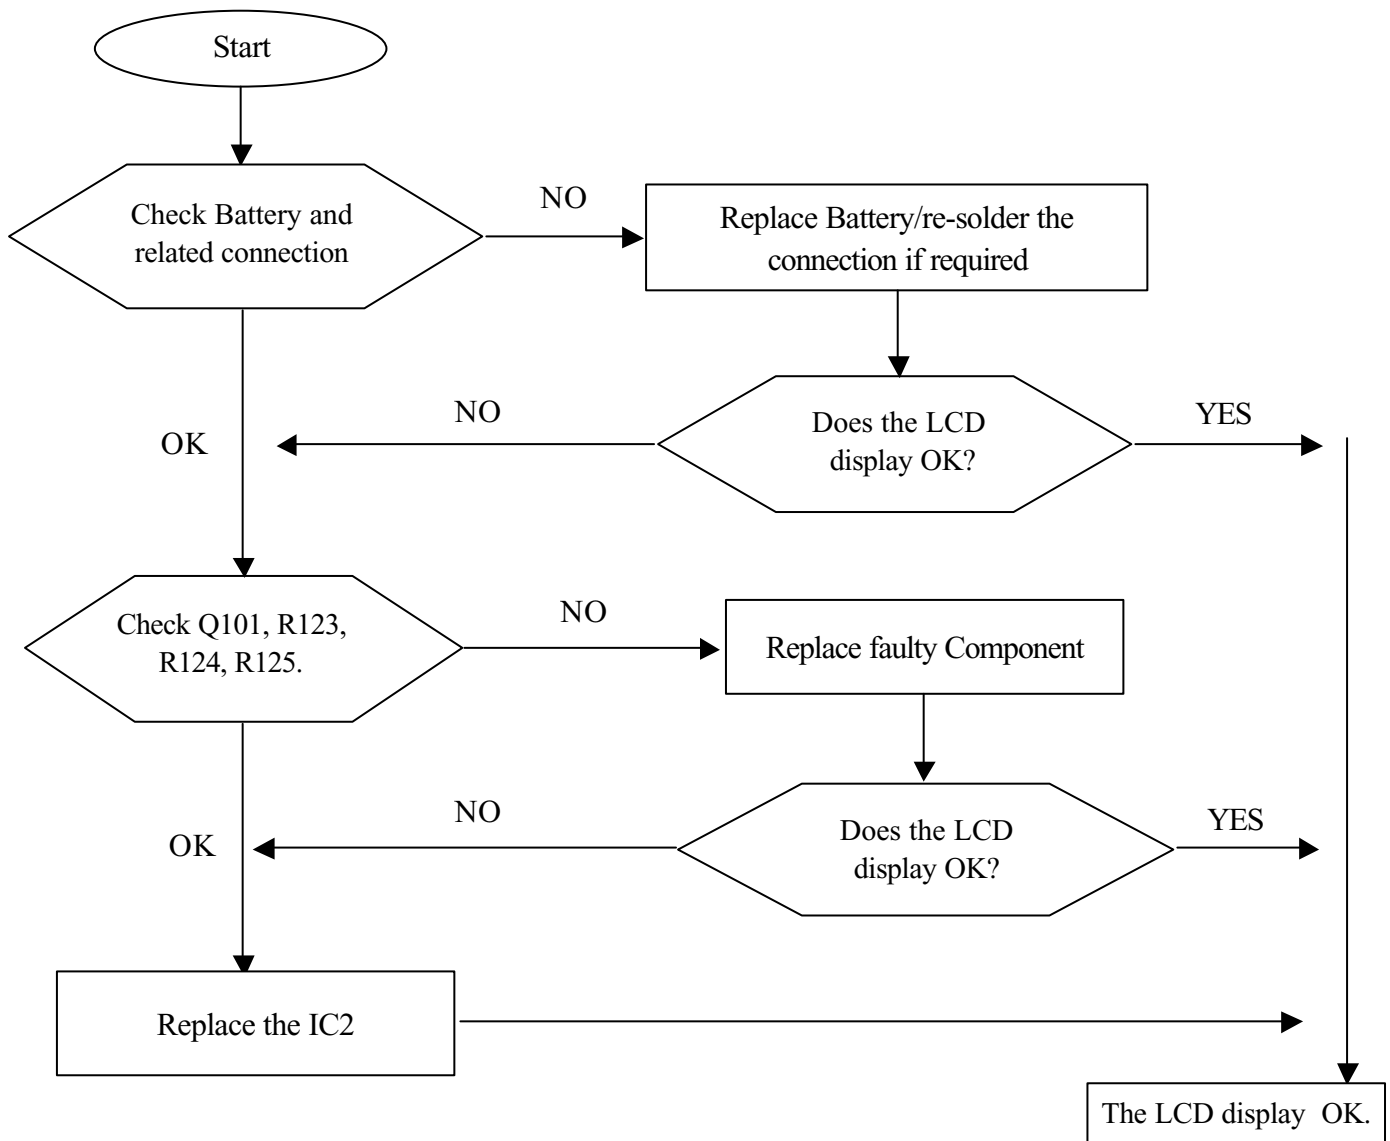 Start
Check Battery and
related connection
NO
Replace Battery/re-solder the
connection if required
OK
NO
Does the LCD
display OK?
YES
Check Q101, R123,
R124, R125.
NO
Replace faulty Component
OK
NO
Does the LCD
display OK?
YES
Replace the IC2
The LCD display OK.